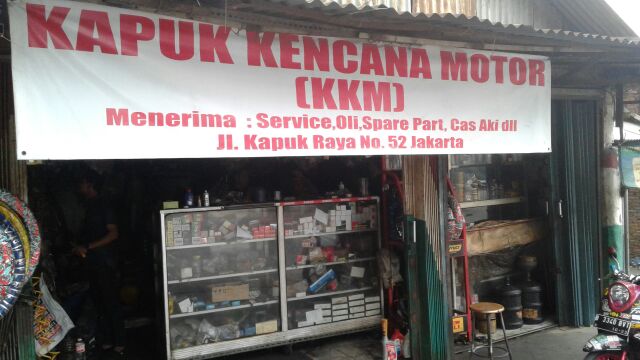 KAPUK KENCANA MOTOR
(KKM)
Menerima : Service,Oli,Spare Part, Cas Aki dll
Jl. Kapuk Raya No. 52 Jakarta